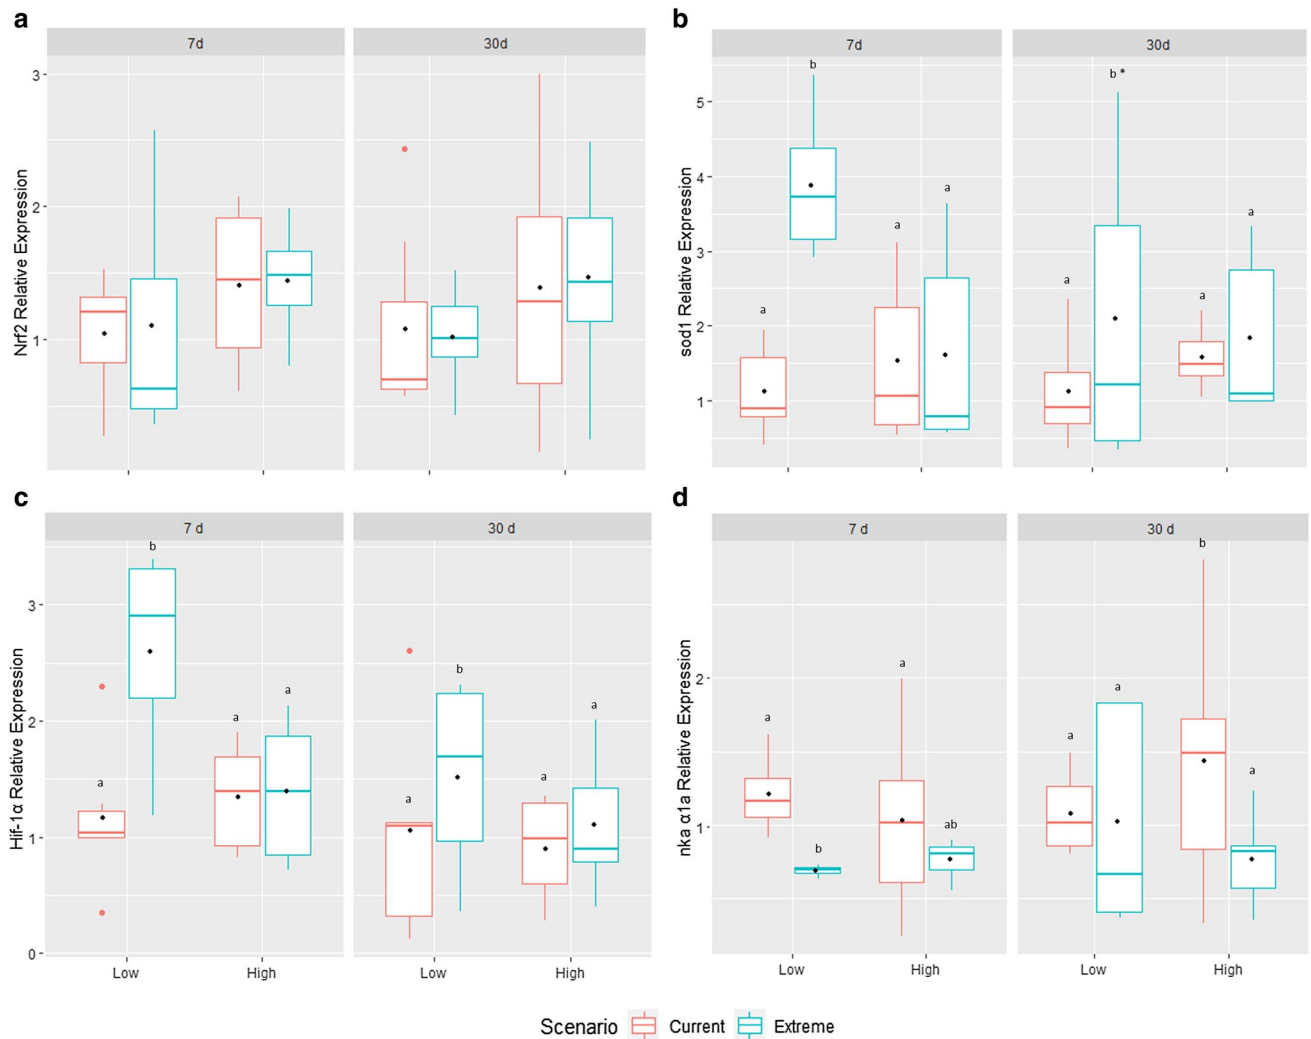 a
7d
30d
3
2
1
Nrf2 Relative Expression
b
7d
30d
b
b *
a
a
a
a
a
a
5
4
3
2
1
sod1 Relative Expression
c
7 d
30 d
b
a
a
a
b
a
a
a
3
2
1
0
Hif-1α Relative Expression
Low
High
Low
High
d
7 d
30 d
a
b
a
ab
a
a
b
a
2
1
nka α1a Relative Expression
Low
High
Low
High
Scenario Current Extreme